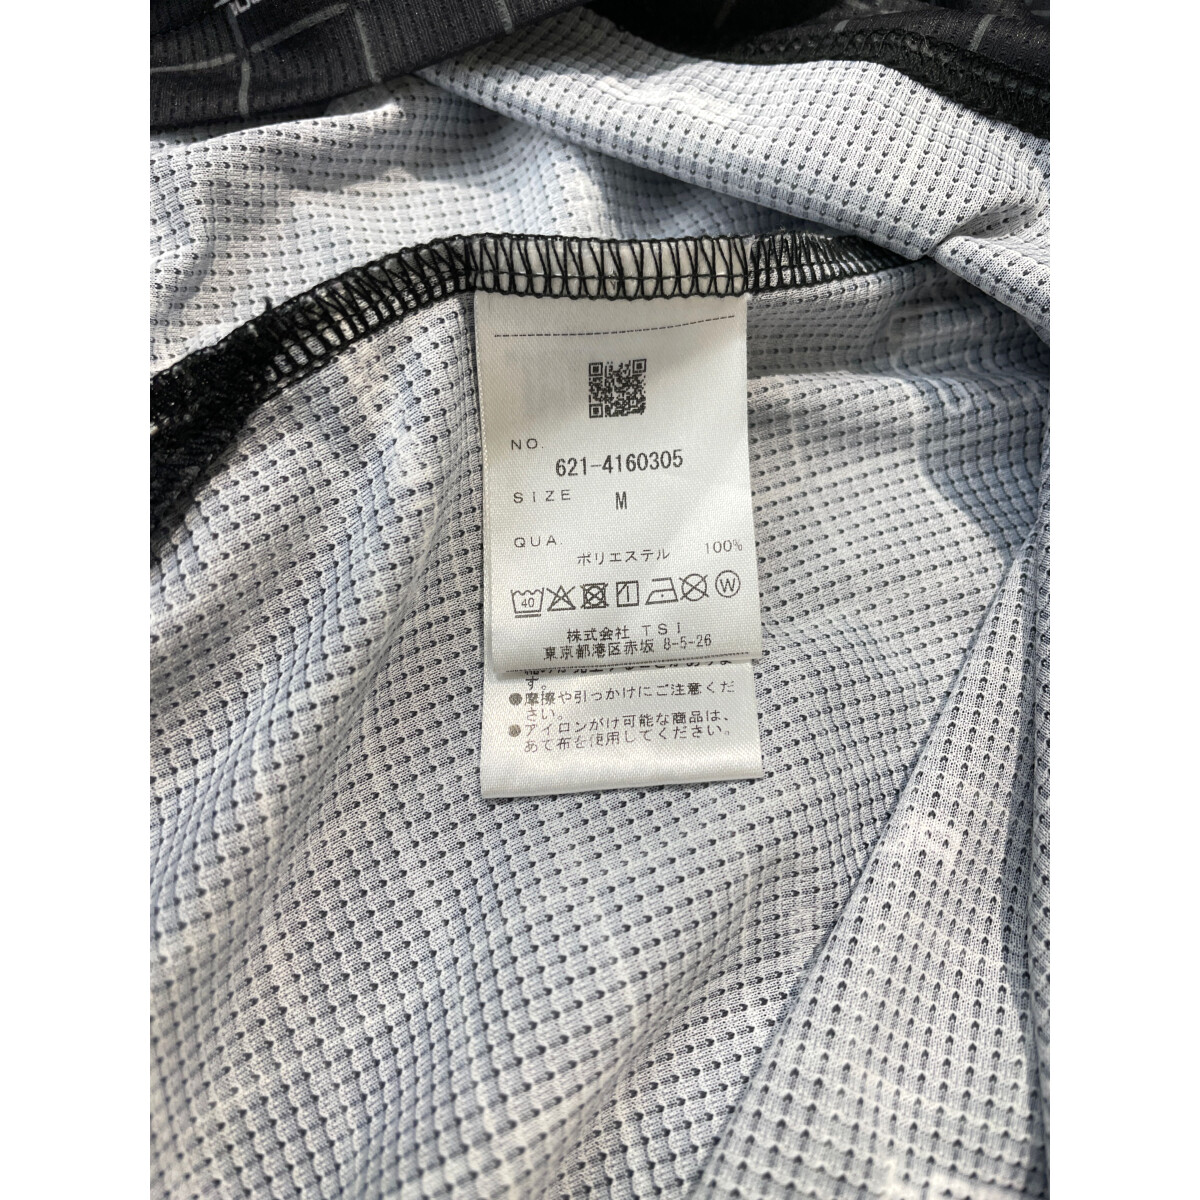 NO.
621-4160305
SIZE M
QUA.
ポリエステル 100%
40 W
株式会社 TSI
東京都港区赤坂 8-5-26
す。
●摩擦や引っかけにご注意くだ
さい。
●アイロンがけ可能な商品は、
あて布を使用してください。